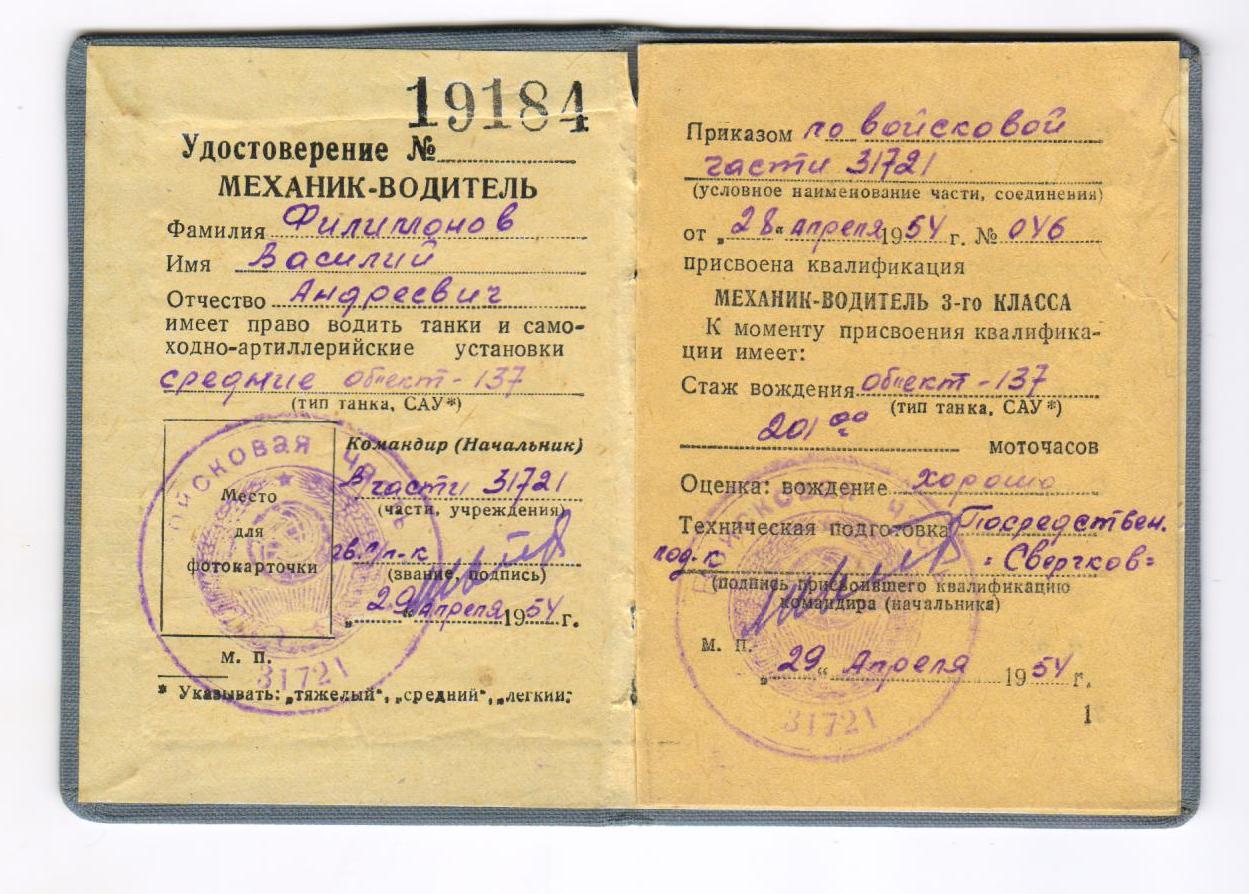 19184
Удостоверение №
МЕХАНИК-ВОДИТЕЛЬ
Фамилия Филимонов
Имя Василий
Отчество Андреевич
имеет право водить танки и само-
ходно-артиллерийские установки
средние объект-137
(тип танка, САУ*)
Командир (Начальник)
В части 31721
(части, учреждения)
гв. п/п-к
(звание, подпись)
„29“ апреля 1954 г.
Место
для
фотокарточки
М. П.
ВОЙСКОВАЯ ЧАСТЬ
31721
* Указывать: „тяжелый“, „средний“, „легкий“
Приказом по войсковой
части 31721
(условное наименование части, соединения)
от „28“ апреля 1954 г. № 046
присвоена квалификация
МЕХАНИК-ВОДИТЕЛЬ 3-го КЛАССА
К моменту присвоения квалифика-
ции имеет:
Стаж вождения объект-137
(тип танка, САУ*)
201 00 моточасов
Оценка: вождение хорошо
Техническая подготовка Посредствен.
подп-к =Сверчков=
(подпись присвоившего квалификацию
командира (начальника)
М. П.
„29“ Апреля 1954 г.
31721
1